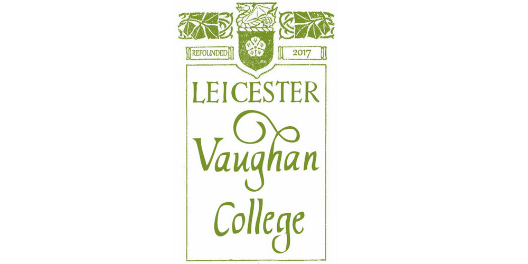 REFOUNDED 2017
LEICESTER
Vaughan
College